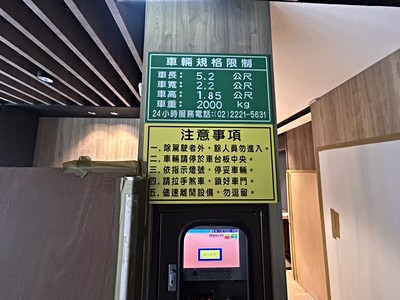 車輛規格限制
車長： 5.2 公尺
車寬： 2.2 公尺
車高： 1.85 公尺
車重： 2000 kg
24小時服務電話:(02)2221-5631
注意事項
一.除駕駛者外，餘人員勿進入。
二.車輛請停於車台板中央。
三.依指示燈號，停妥車輛。
四.請拉手煞車，鎖好車門。
五.儘速離開設備，勿逗留。